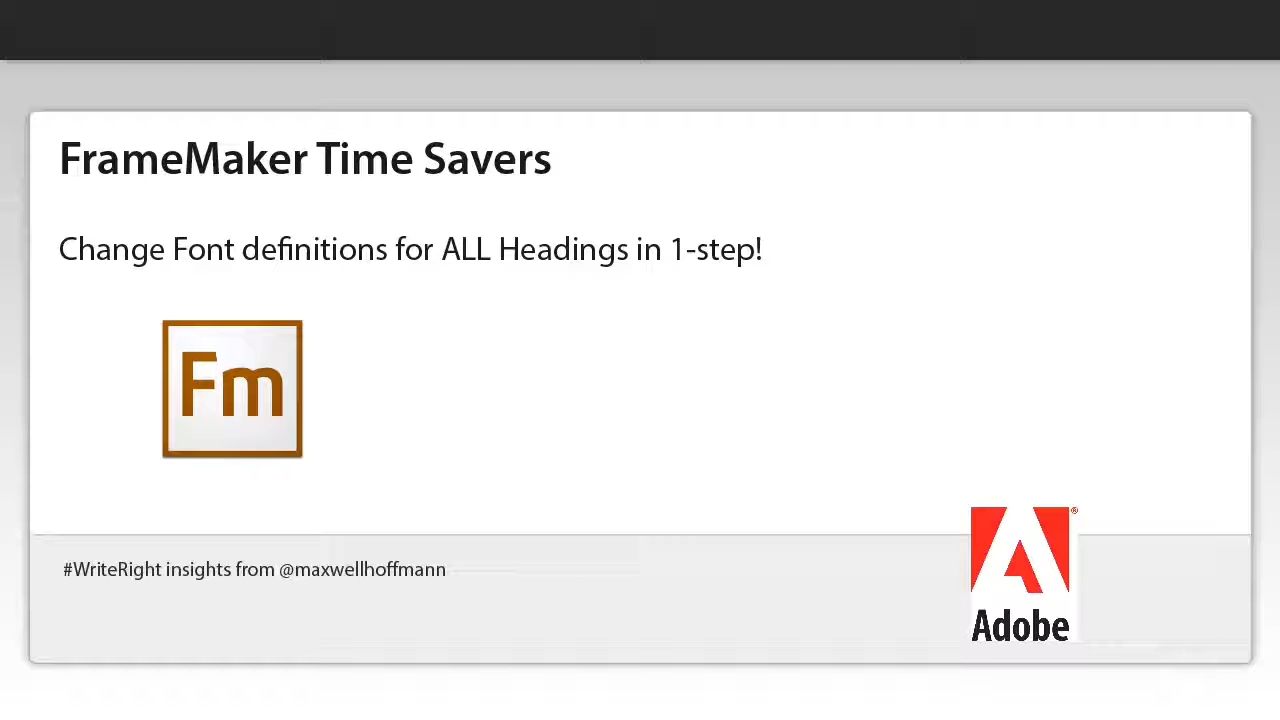 FrameMaker Time Savers
Change Font definitions for ALL Headings in 1-step!
Fm
#WriteRight insights from @maxwellhoffmann
®
Adobe